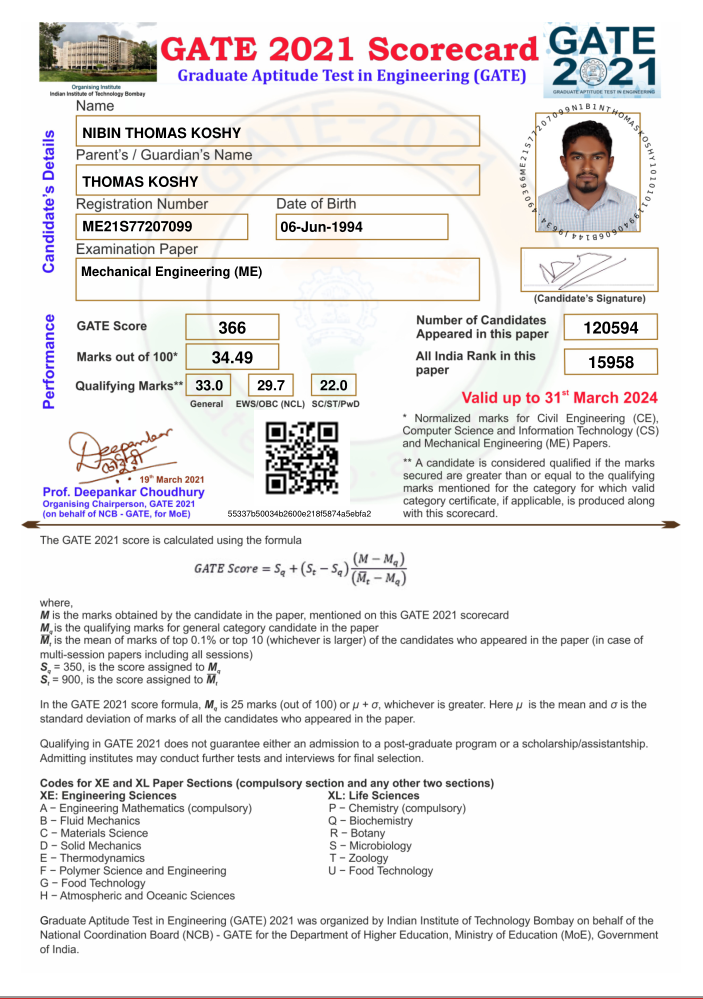 GATE 2021 Scorecard
Graduate Aptitude Test in Engineering (GATE)
Organising Institute
Indian Institute of Technology Bombay
GATE
2021
GRADUATE APTITUDE TEST IN ENGINEERING
Candidate's Details
Name
NIBIN THOMAS KOSHY
Parent's / Guardian's Name
THOMAS KOSHY
Registration Number
Date of Birth
ME21S77207099
06-Jun-1994
Examination Paper
Mechanical Engineering (ME)
(Candidate's Signature)
Performance
GATE Score
366
Marks out of 100*
34.49
Qualifying Marks**
33.0
29.7
22.0
General
EWS/OBC (NCL)
SC/ST/PwD
Number of Candidates
Appeared in this paper
120594
All India Rank in this
paper
15958
Valid up to 31st March 2024
* Normalized marks for Civil Engineering (CE),
Computer Science and Information Technology (CS)
and Mechanical Engineering (ME) Papers.
** A candidate is considered qualified if the marks
secured are greater than or equal to the qualifying
marks mentioned for the category for which valid
category certificate, if applicable, is produced along
with this scorecard.
Deepankar
19th March 2021
Prof. Deepankar Choudhury
Organising Chairperson, GATE 2021
(on behalf of NCB - GATE, for MoE)
55337b50034b2600e218f5874a5ebfa2
The GATE 2021 score is calculated using the formula
GATE Score = S_q + (S_t − S_q) (M − M_q) / (M̄_t − M_q)
where,
M is the marks obtained by the candidate in the paper, mentioned on this GATE 2021 scorecard
M_q is the qualifying marks for general category candidate in the paper
M̄_t is the mean of marks of top 0.1% or top 10 (whichever is larger) of the candidates who appeared in the paper (in case of
multi-session papers including all sessions)
S_q = 350, is the score assigned to M_q
S_t = 900, is the score assigned to M̄_t
In the GATE 2021 score formula, M_q is 25 marks (out of 100) or μ + σ, whichever is greater. Here μ is the mean and σ is the
standard deviation of marks of all the candidates who appeared in the paper.
Qualifying in GATE 2021 does not guarantee either an admission to a post-graduate program or a scholarship/assistantship.
Admitting institutes may conduct further tests and interviews for final selection.
Codes for XE and XL Paper Sections (compulsory section and any other two sections)
XE: Engineering Sciences
A − Engineering Mathematics (compulsory)
B − Fluid Mechanics
C − Materials Science
D − Solid Mechanics
E − Thermodynamics
F − Polymer Science and Engineering
G − Food Technology
H − Atmospheric and Oceanic Sciences
XL: Life Sciences
P − Chemistry (compulsory)
Q − Biochemistry
R − Botany
S − Microbiology
T − Zoology
U − Food Technology
Graduate Aptitude Test in Engineering (GATE) 2021 was organized by Indian Institute of Technology Bombay on behalf of the
National Coordination Board (NCB) - GATE for the Department of Higher Education, Ministry of Education (MoE), Government
of India.